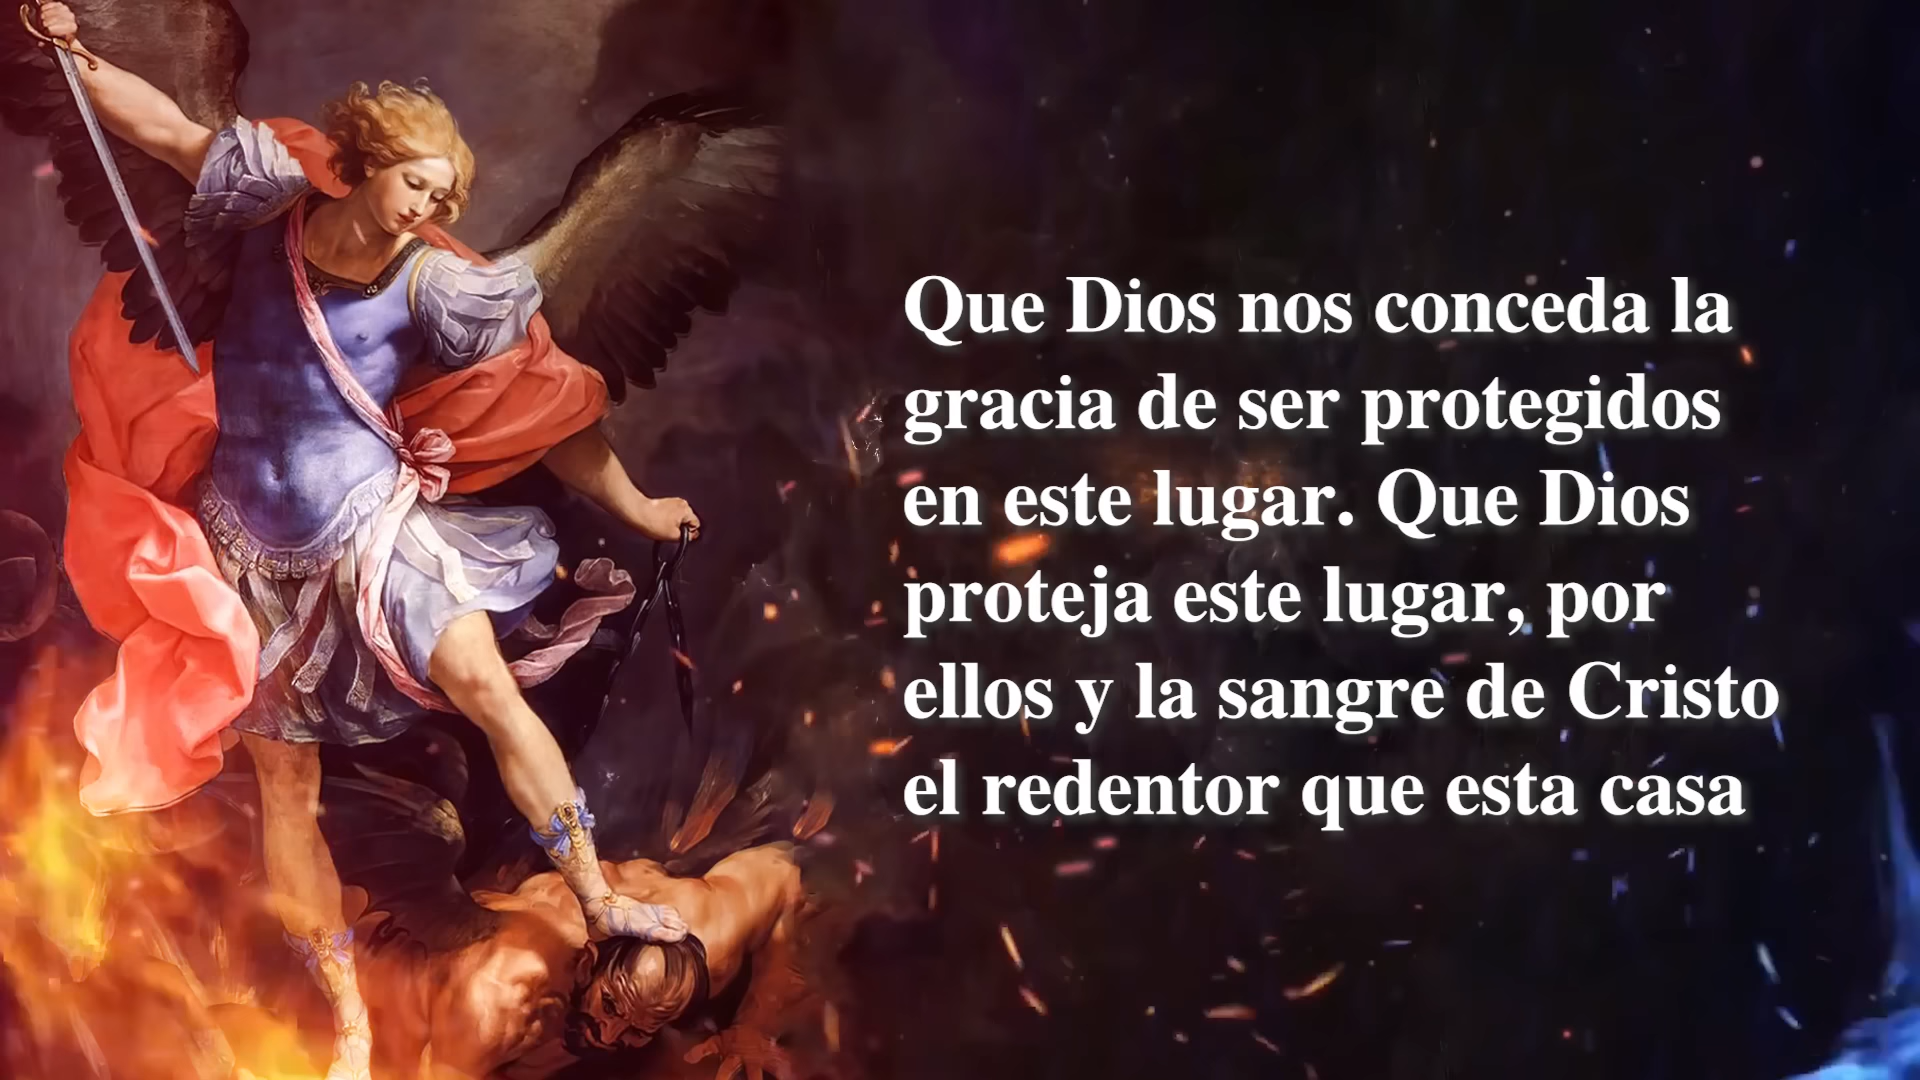 Que Dios nos conceda la
gracia de ser protegidos
en este lugar. Que Dios
proteja este lugar, por
ellos y la sangre de Cristo
el redentor que esta casa